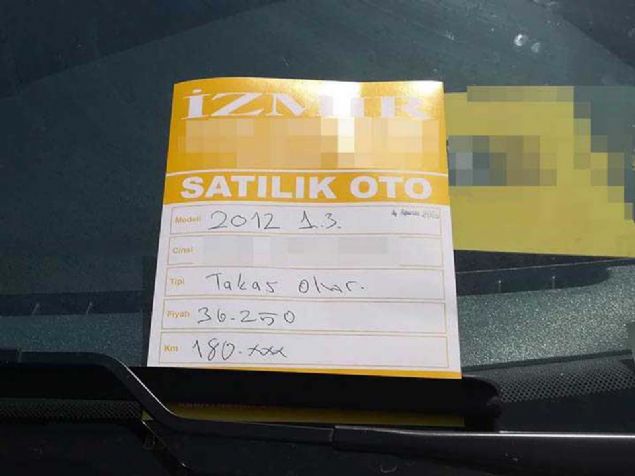 İZMİR
SATILIK OTO
Modeli 2012 1.3.
Cinsi
Tipi Takas Olur.
Fiyatı 36.250
Km 180.xxx